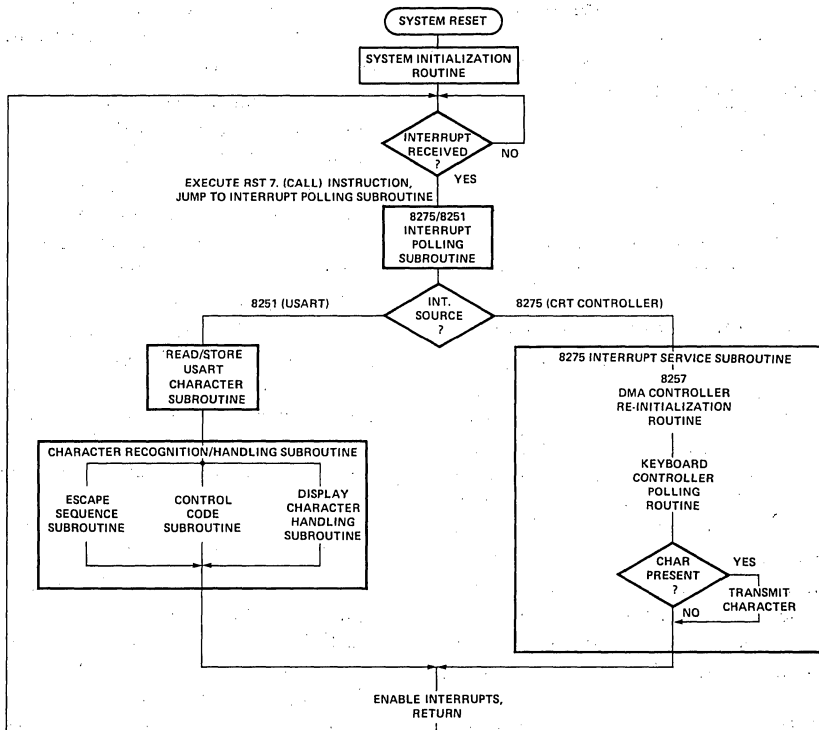 SYSTEM RESET
SYSTEM INITIALIZATION
ROUTINE
INTERRUPT
RECEIVED
?
NO
YES
EXECUTE RST 7. (CALL) INSTRUCTION,
JUMP TO INTERRUPT POLLING SUBROUTINE
8275/8251
INTERRUPT
POLLING
SUBROUTINE
INT.
SOURCE
?
8251 (USART)
8275 (CRT CONTROLLER)
READ/STORE
USART
CHARACTER
SUBROUTINE
CHARACTER RECOGNITION/HANDLING SUBROUTINE
ESCAPE
SEQUENCE
SUBROUTINE
CONTROL
CODE
SUBROUTINE
DISPLAY
CHARACTER
HANDLING
SUBROUTINE
8275 INTERRUPT SERVICE SUBROUTINE
8257
DMA CONTROLLER
RE-INITIALIZATION
ROUTINE
KEYBOARD
CONTROLLER
POLLING
ROUTINE
CHAR
PRESENT
?
YES
TRANSMIT
CHARACTER
NO
ENABLE INTERRUPTS,
RETURN